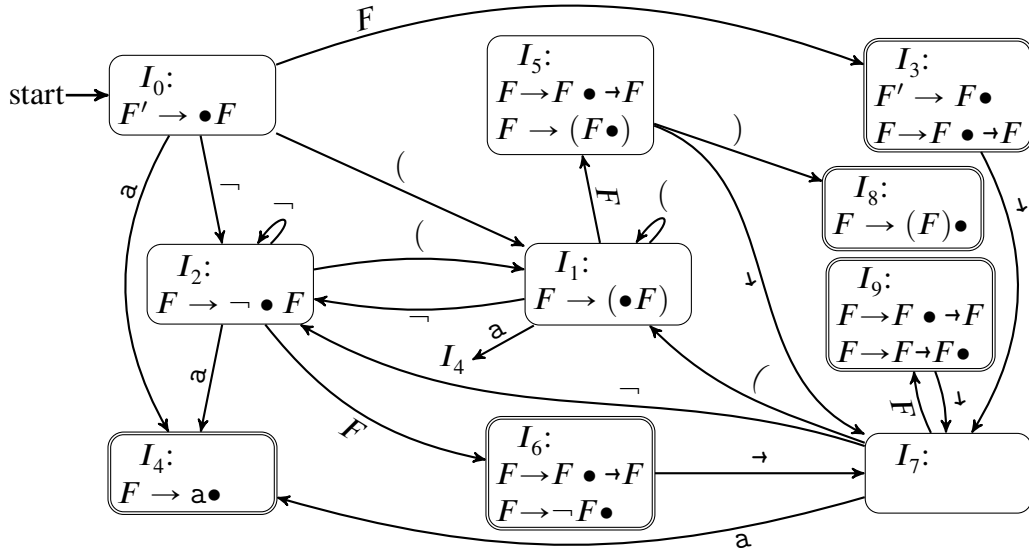 F
start
I₀:
F′ → •F
I₅:
F→F • →F
F → (F•)
I₃:
F′ → F•
F→F • →F
)
a
¬
(
F
(
→
I₈:
F → (F)•
¬
(
I₂:
F → ¬ • F
I₁:
F → (•F)
→
I₉:
F→F • →F
F→F→F•
¬
a
I₄
a
F
¬
(
F
→
I₄:
F → a•
I₆:
F→F • →F
F→¬F•
→
I₇:
a